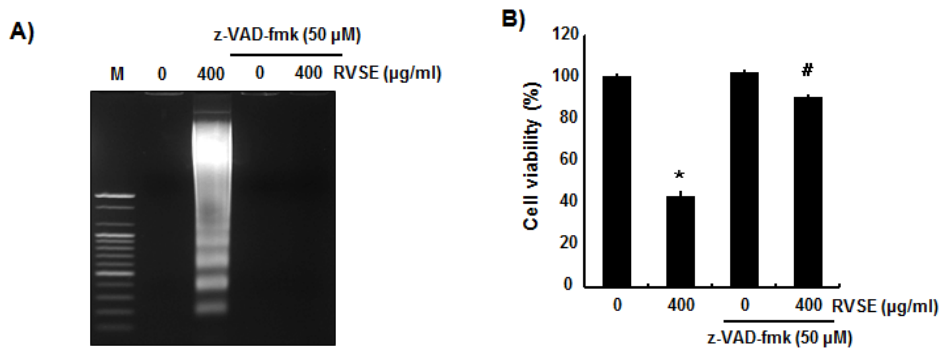 A)
z-VAD-fmk (50 µM)
M 0 400 0 400 RVSE (µg/ml)
B)
120
100
80
60
40
20
0
Cell viability (%)
* #
0 400 0 400 RVSE (µg/ml)
z-VAD-fmk (50 µM)